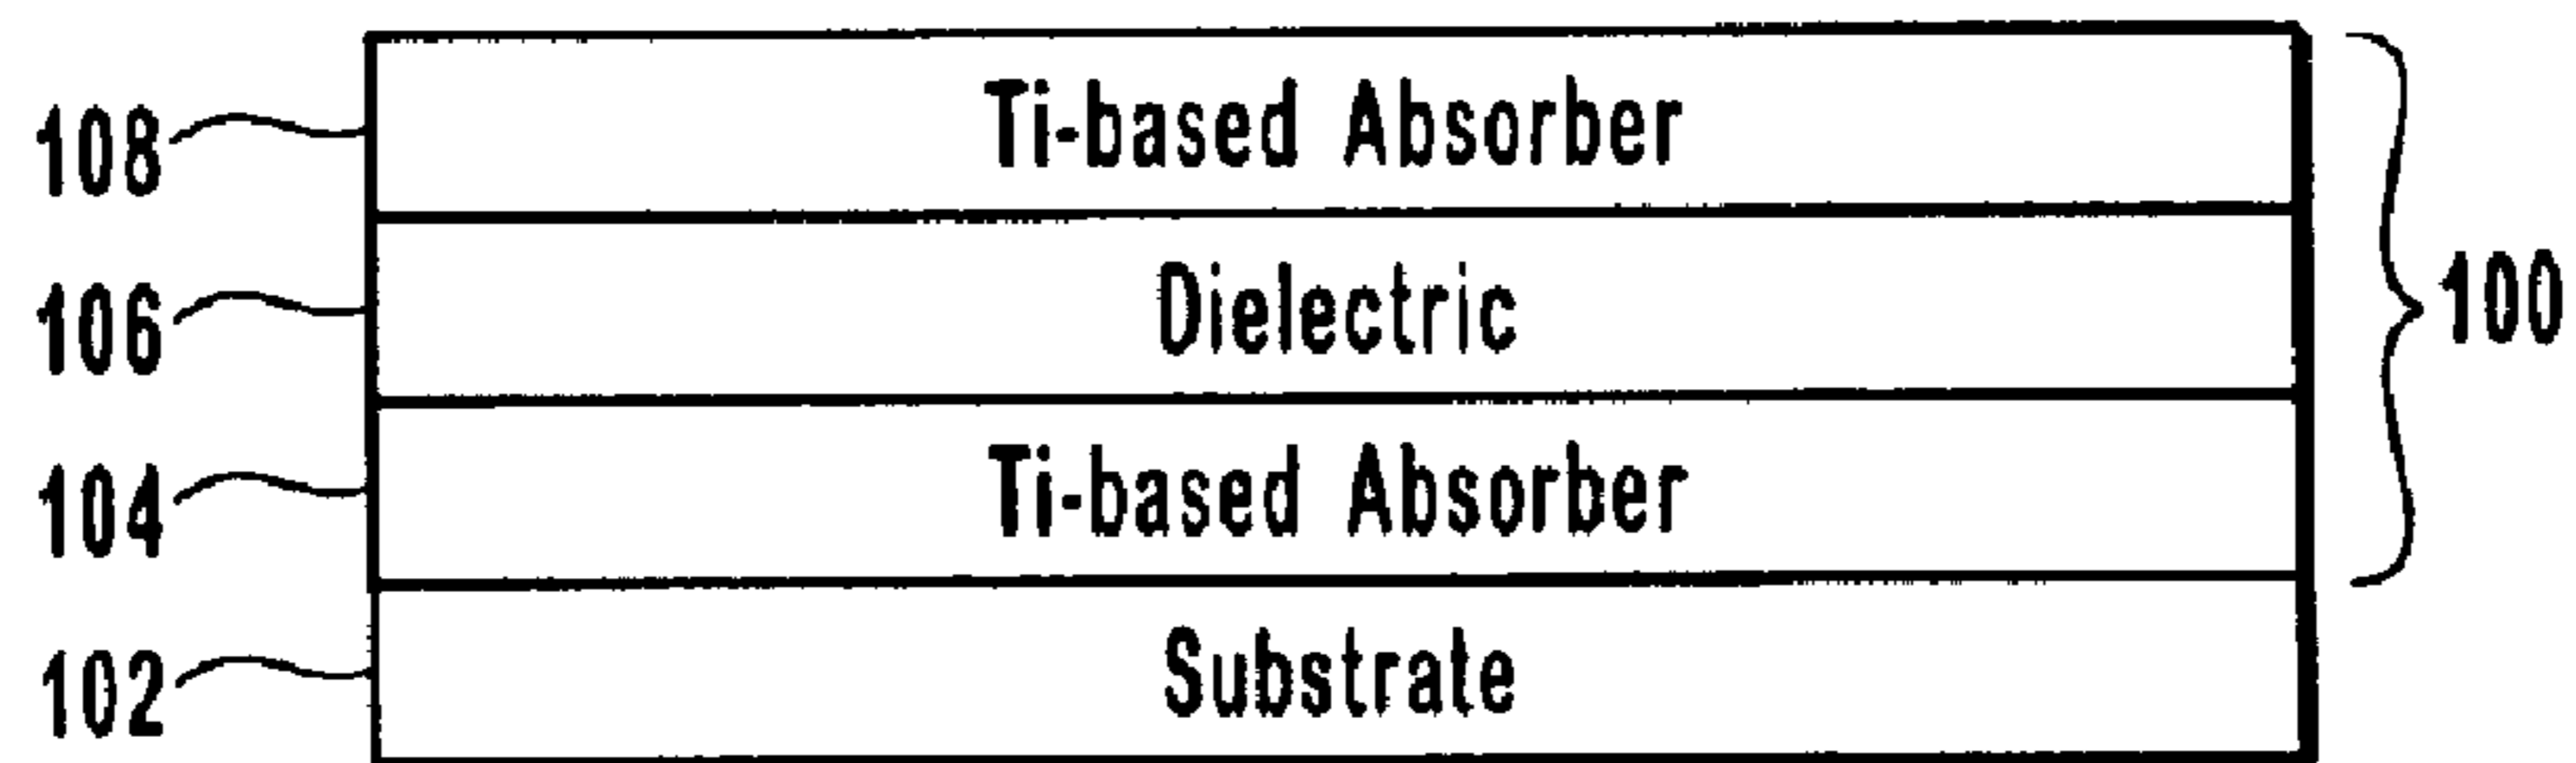 108 Ti-based Absorber
106 Dielectric 100
104 Ti-based Absorber
102 Substrate